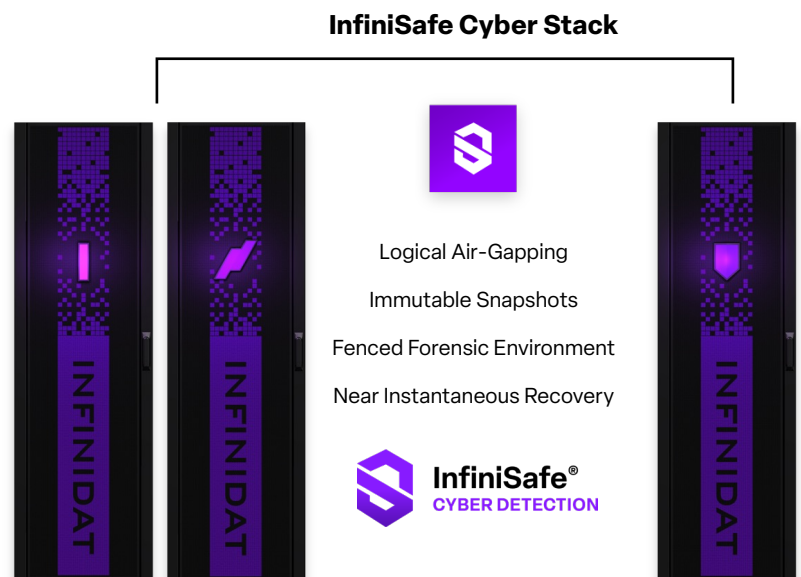 InfiniSafe Cyber Stack
Logical Air-Gapping
Immutable Snapshots
Fenced Forensic Environment
Near Instantaneous Recovery
InfiniSafe®
CYBER DETECTION
INFINIDAT
INFINIDAT
INFINIDAT